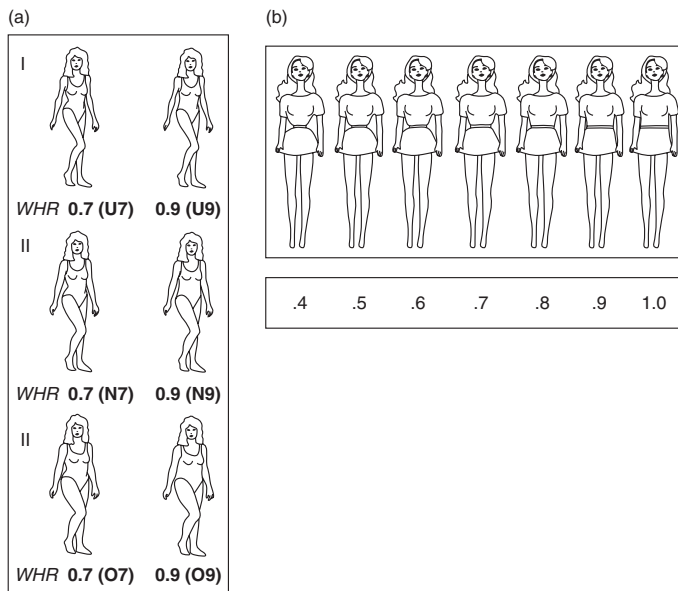 (a)
I
WHR 0.7 (U7) 0.9 (U9)
II
WHR 0.7 (N7) 0.9 (N9)
II
WHR 0.7 (O7) 0.9 (O9)
(b)
.4 .5 .6 .7 .8 .9 1.0